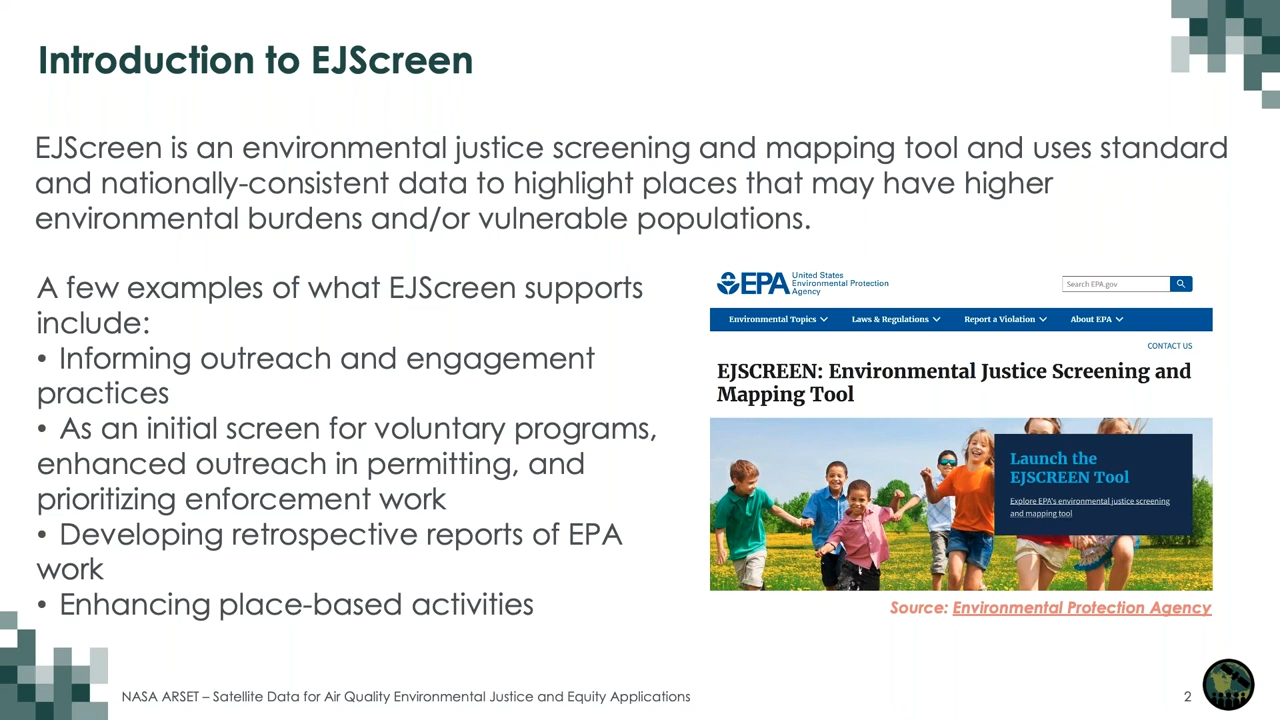 Introduction to EJScreen
EJScreen is an environmental justice screening and mapping tool and uses standard
and nationally-consistent data to highlight places that may have higher
environmental burdens and/or vulnerable populations.
A few examples of what EJScreen supports
include:
• Informing outreach and engagement
practices
• As an initial screen for voluntary programs,
enhanced outreach in permitting, and
prioritizing enforcement work
• Developing retrospective reports of EPA
work
• Enhancing place-based activities
EPA
United States
Environmental Protection
Agency
Search EPA.gov
Environmental Topics
Laws & Regulations
Report a Violation
About EPA
CONTACT US
EJSCREEN: Environmental Justice Screening and
Mapping Tool
Launch the
EJSCREEN Tool
Explore EPA's environmental justice screening
and mapping tool
Source: Environmental Protection Agency
NASA ARSET – Satellite Data for Air Quality Environmental Justice and Equity Applications
2